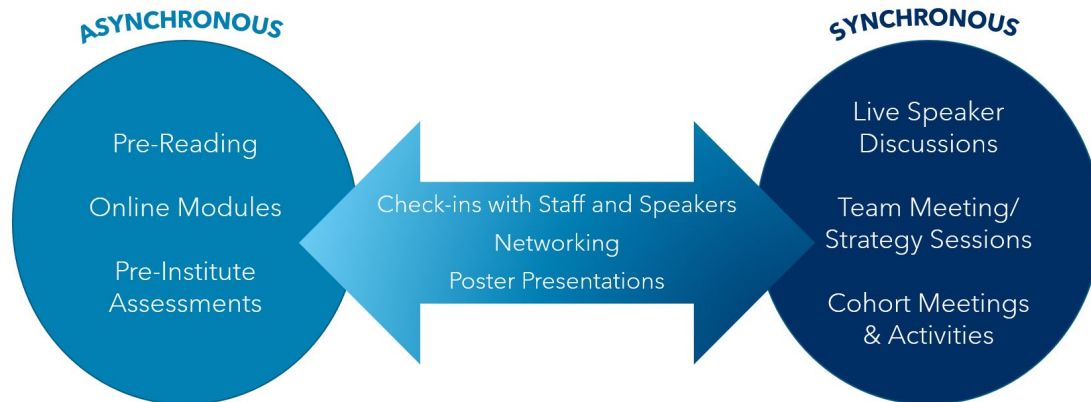 ASYNCHRONOUS
Pre-Reading
Online Modules
Pre-Institute
Assessments
Check-ins with Staff and Speakers
Networking
Poster Presentations
SYNCHRONOUS
Live Speaker
Discussions
Team Meeting/
Strategy Sessions
Cohort Meetings
& Activities